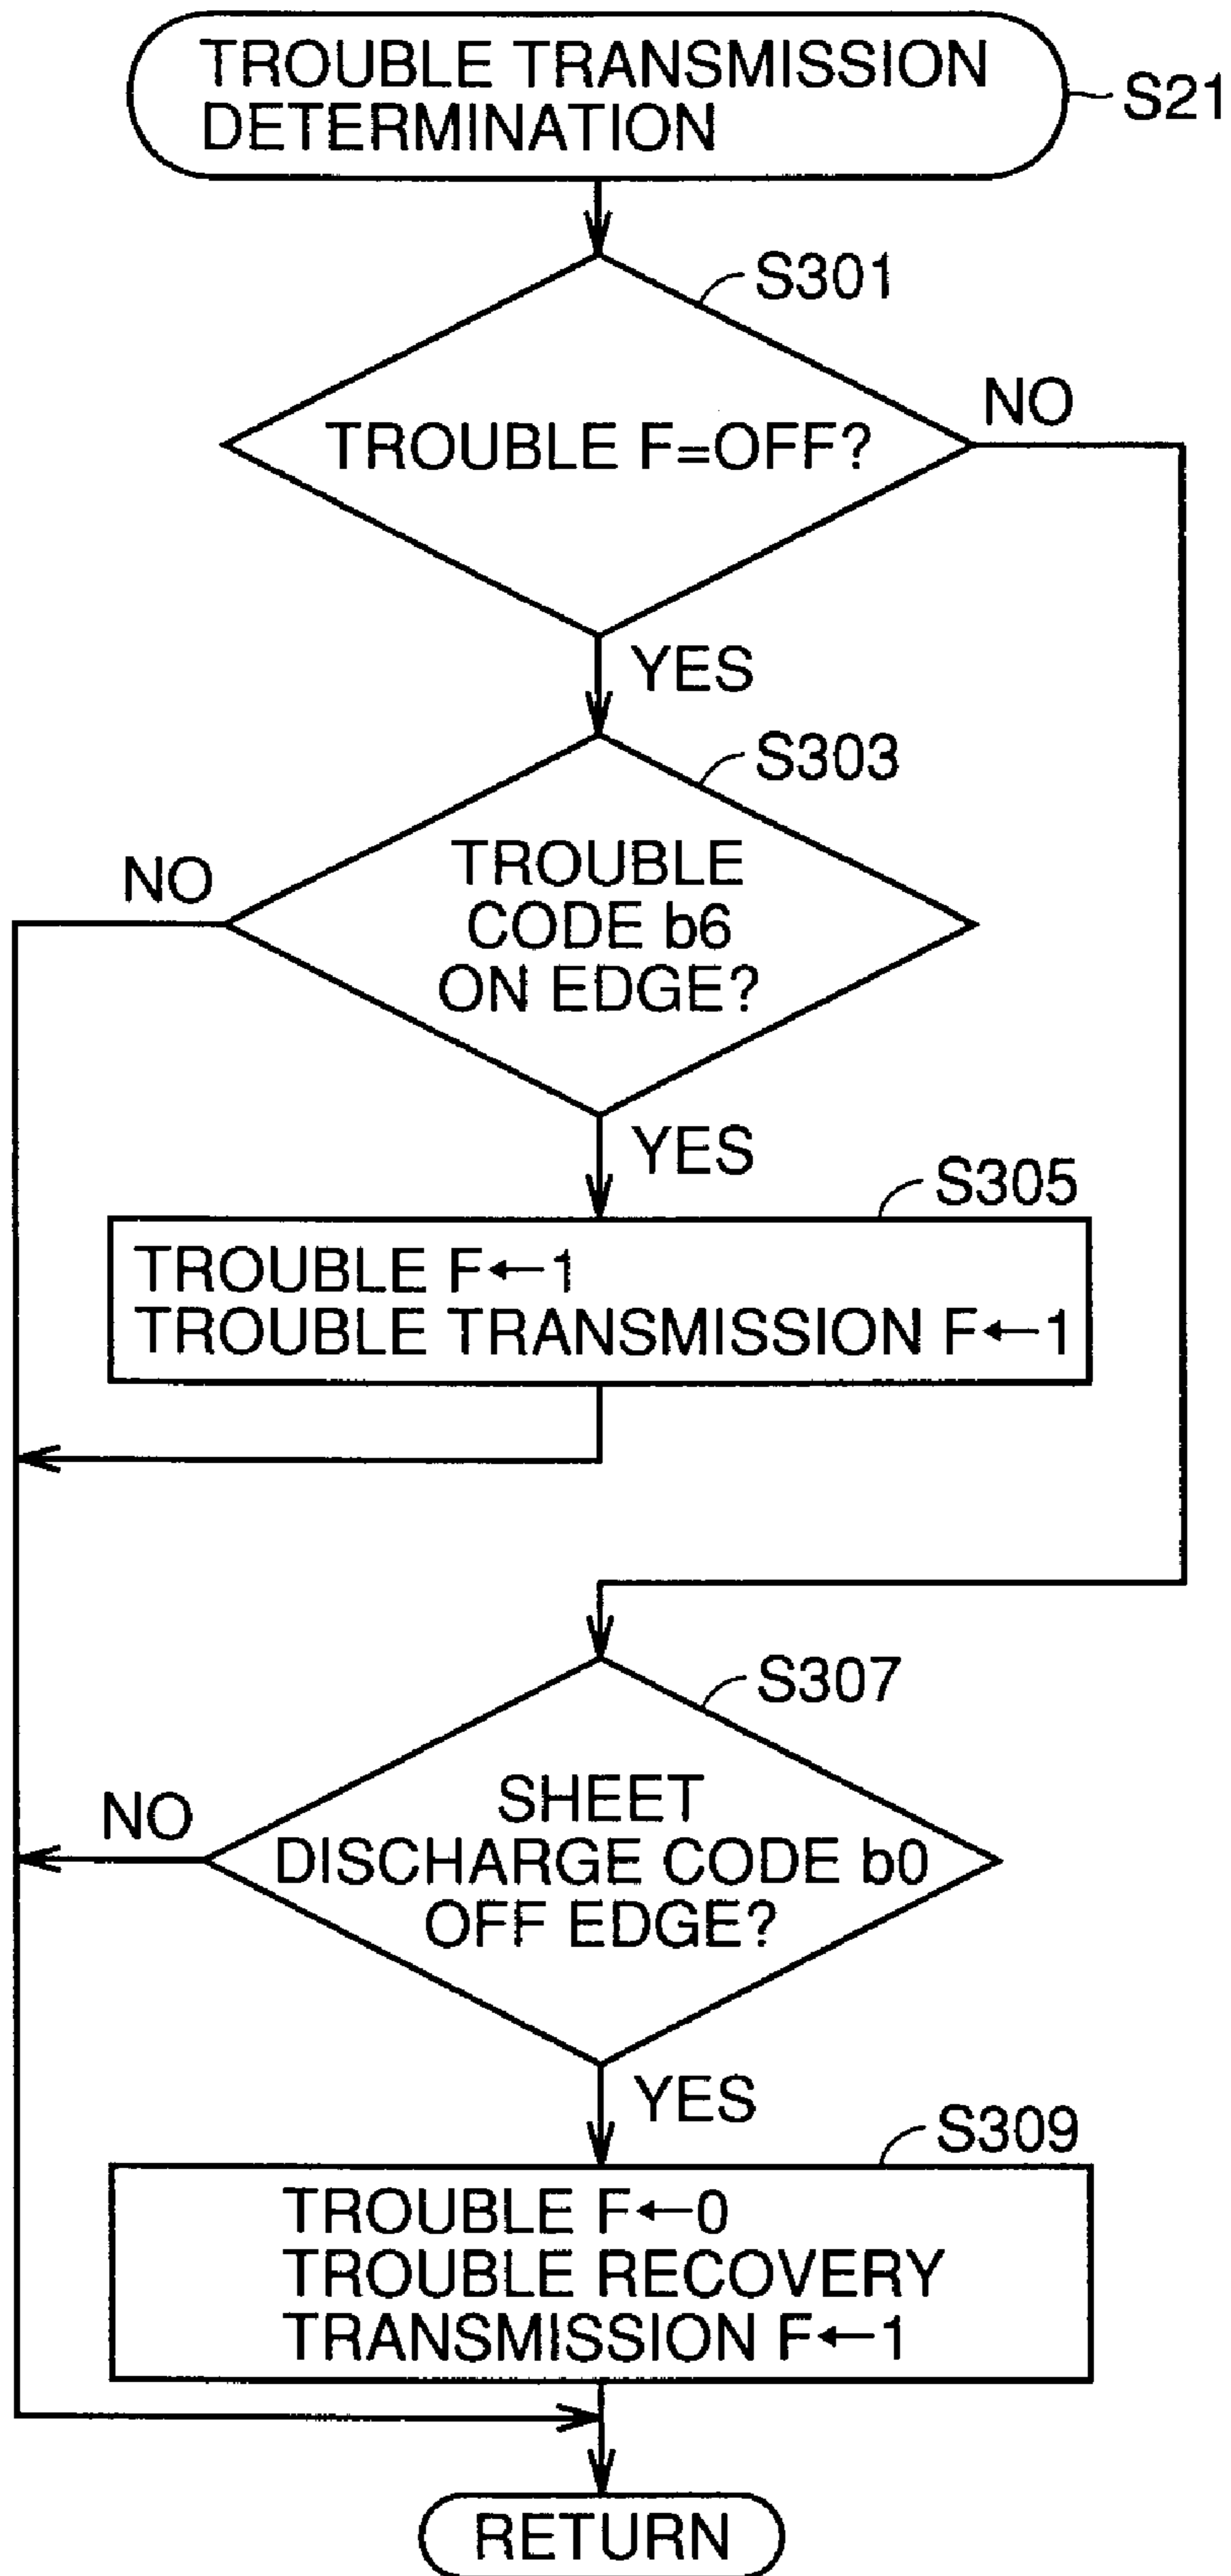 TROUBLE TRANSMISSION
DETERMINATION
S21
S301
TROUBLE F=OFF?
NO
YES
S303
NO
TROUBLE
CODE b6
ON EDGE?
YES
S305
TROUBLE F←1
TROUBLE TRANSMISSION F←1
S307
NO
SHEET
DISCHARGE CODE b0
OFF EDGE?
YES
S309
TROUBLE F←0
TROUBLE RECOVERY
TRANSMISSION F←1
RETURN